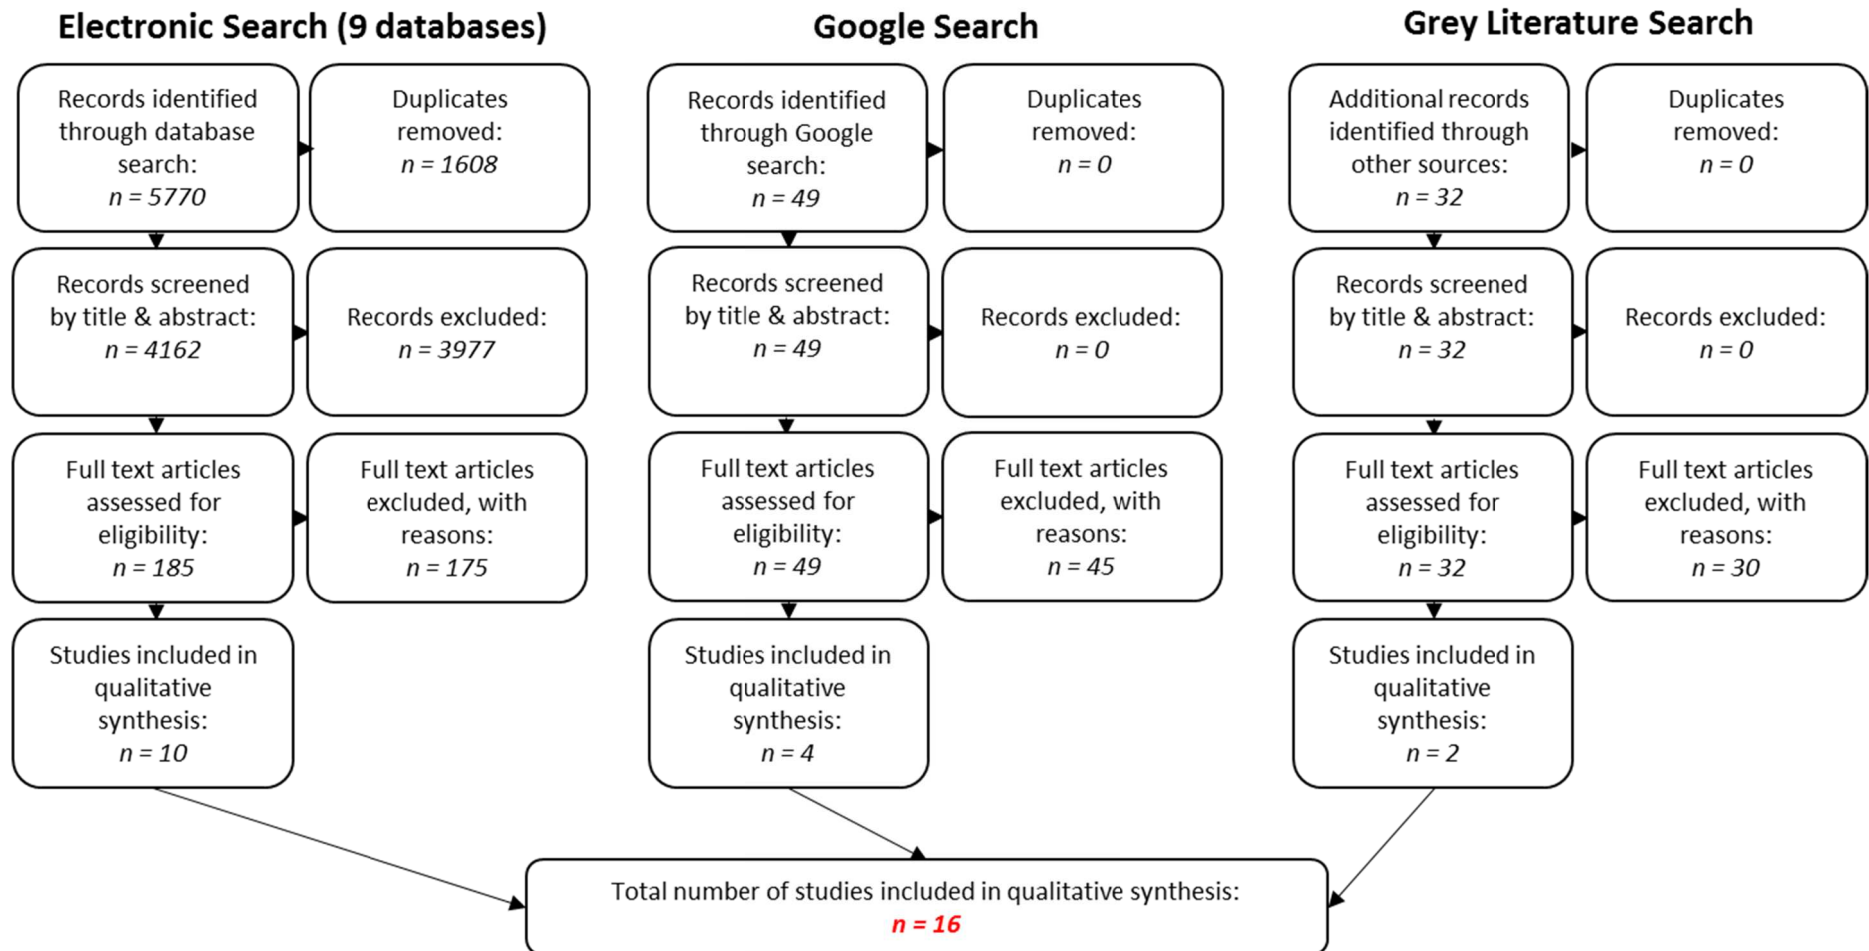 Electronic Search (9 databases)
Records identified
through database
search:
n = 5770
Duplicates
removed:
n = 1608
Records screened
by title & abstract:
n = 4162
Records excluded:
n = 3977
Full text articles
assessed for
eligibility:
n = 185
Full text articles
excluded, with
reasons:
n = 175
Studies included in
qualitative
synthesis:
n = 10
Google Search
Records identified
through Google
search:
n = 49
Duplicates
removed:
n = 0
Records screened
by title & abstract:
n = 49
Records excluded:
n = 0
Full text articles
assessed for
eligibility:
n = 49
Full text articles
excluded, with
reasons:
n = 45
Studies included in
qualitative
synthesis:
n = 4
Grey Literature Search
Additional records
identified through
other sources:
n = 32
Duplicates
removed:
n = 0
Records screened
by title & abstract:
n = 32
Records excluded:
n = 0
Full text articles
assessed for
eligibility:
n = 32
Full text articles
excluded, with
reasons:
n = 30
Studies included in
qualitative
synthesis:
n = 2
Total number of studies included in qualitative synthesis:
n = 16